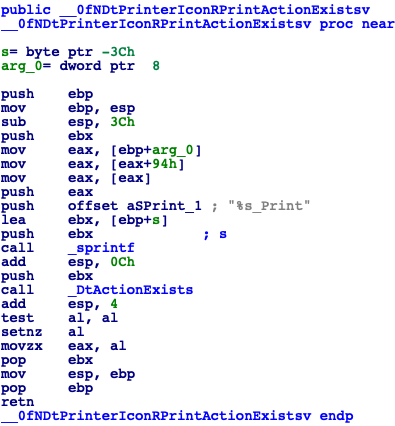 public __0fNDtPrinterIconRPrintActionExistsv
__0fNDtPrinterIconRPrintActionExistsv proc near
s= byte ptr -3Ch
arg_0= dword ptr  8
push    ebp
mov     ebp, esp
sub     esp, 3Ch
push    ebx
mov     eax, [ebp+arg_0]
mov     eax, [eax+94h]
mov     eax, [eax]
push    eax
push    offset aSPrint_1 ; "%s_Print"
lea     ebx, [ebp+s]
push    ebx             ; s
call    _sprintf
add     esp, 0Ch
push    ebx
call    _DtActionExists
add     esp, 4
test    al, al
setnz   al
movzx   eax, al
pop     ebx
mov     esp, ebp
pop     ebp
retn
__0fNDtPrinterIconRPrintActionExistsv endp